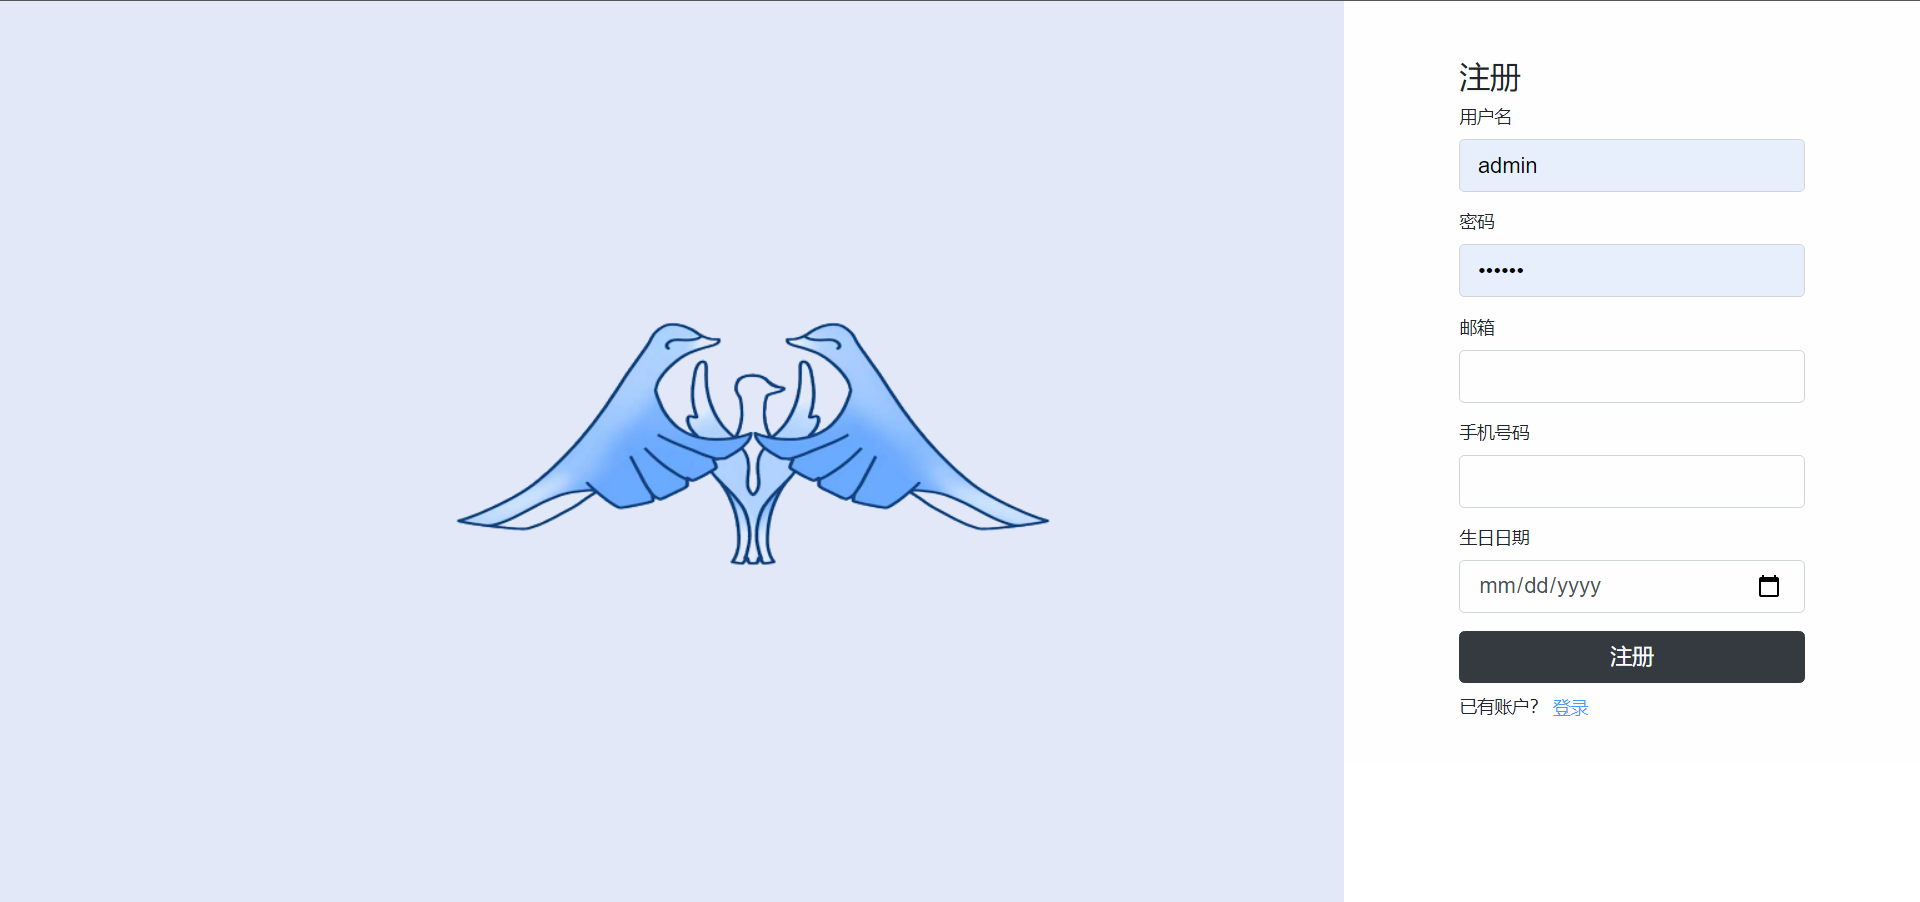 注册
用户名
admin
密码
••••••
邮箱
手机号码
生日日期
mm/dd/yyyy
注册
已有账户? 登录